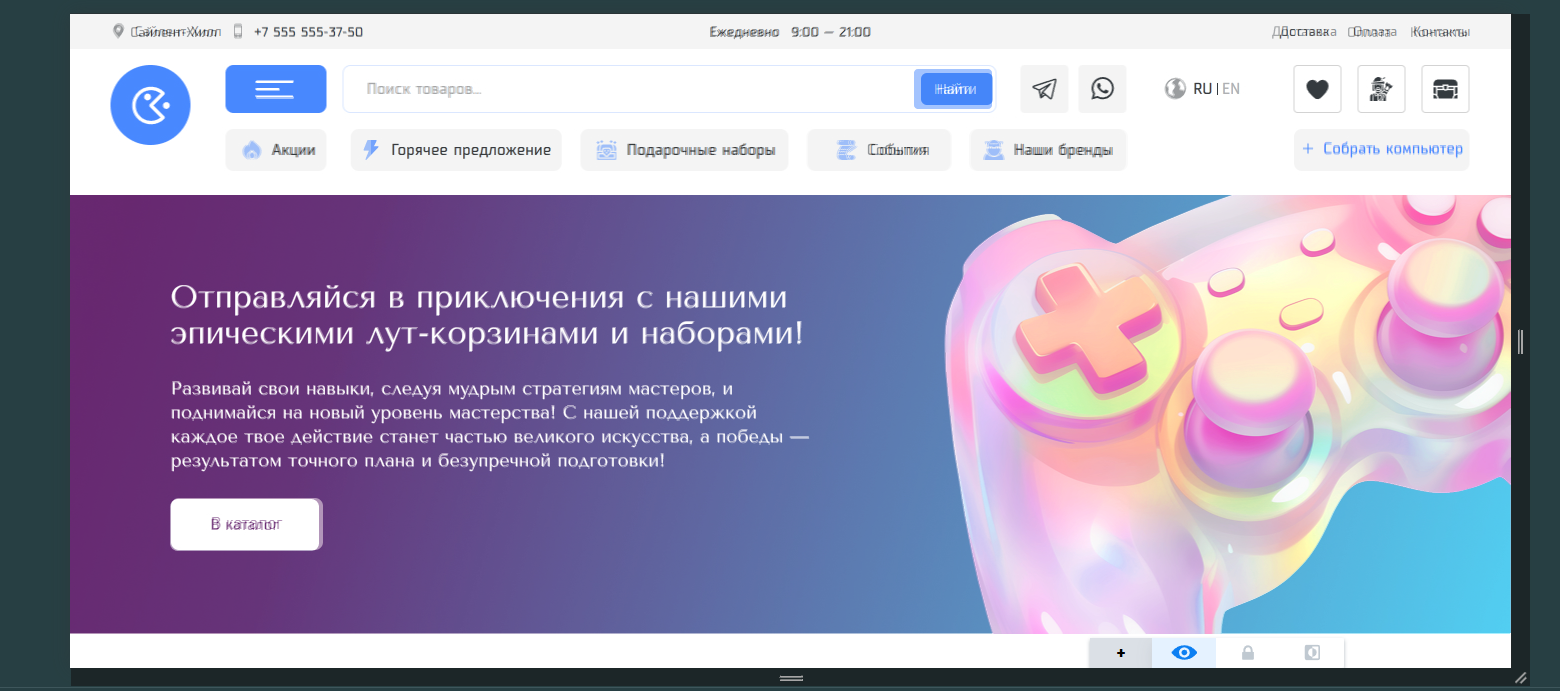 Сайлент-Хилл +7 555 555-37-50 Ежедневно 9:00 — 21:00 Доставка Оплата Контакты
Поиск товаров... Найти RU | EN
Акции Горячее предложение Подарочные наборы События Наши бренды + Собрать компьютер
Отправляйся в приключения с нашими
эпическими лут-корзинами и наборами!
Развивай свои навыки, следуя мудрым стратегиям мастеров, и
поднимайся на новый уровень мастерства! С нашей поддержкой
каждое твое действие станет частью великого искусства, а победы —
результатом точного плана и безупречной подготовки!
В каталог